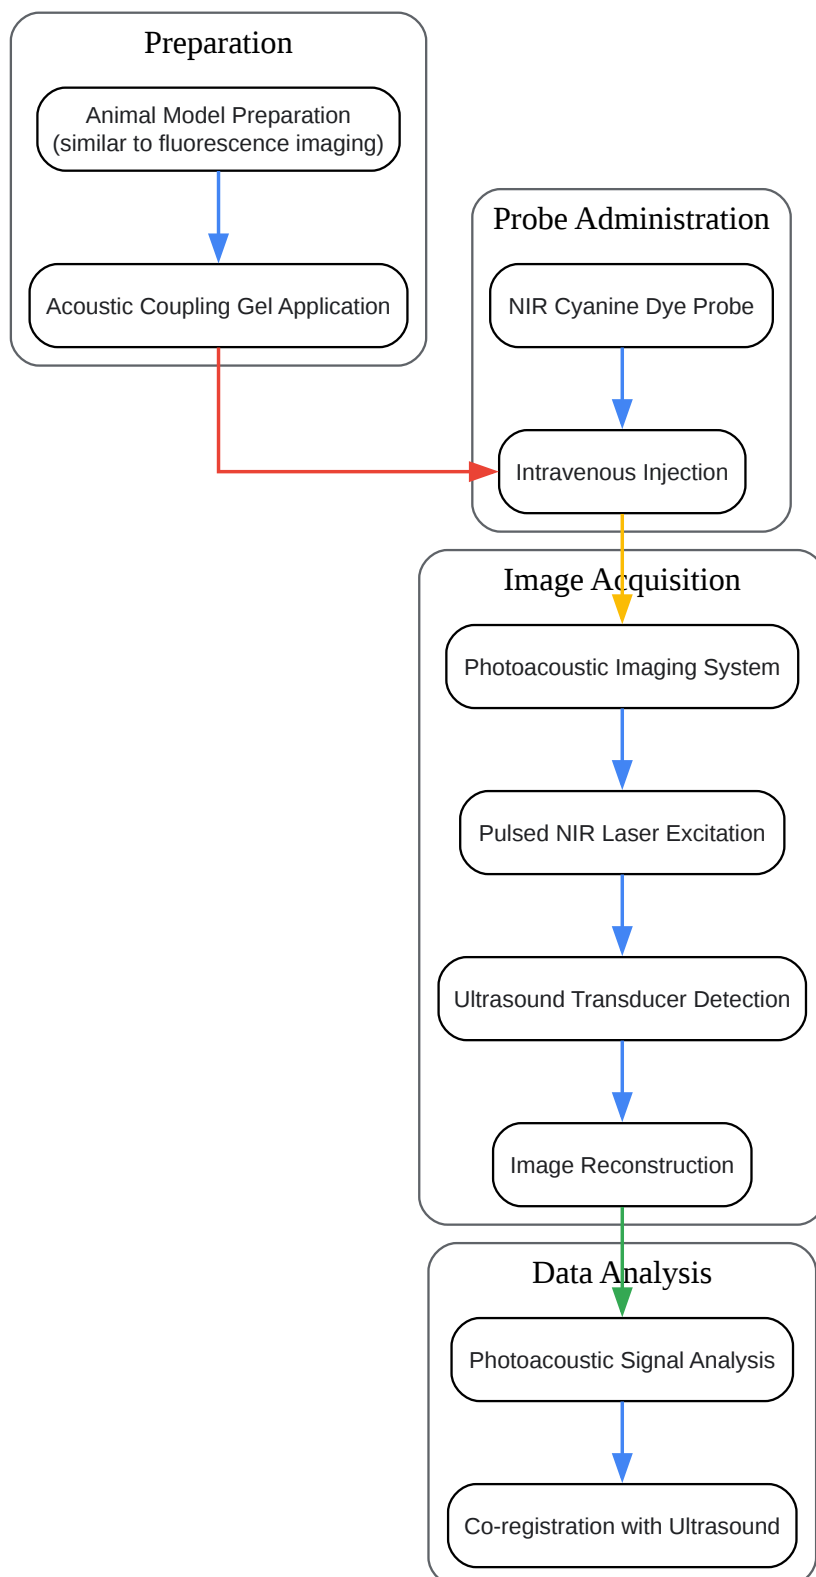 Preparation
Animal Model Preparation
(similar to fluorescence imaging)
Acoustic Coupling Gel Application
Probe Administration
NIR Cyanine Dye Probe
Intravenous Injection
Image Acquisition
Photoacoustic Imaging System
Pulsed NIR Laser Excitation
Ultrasound Transducer Detection
Image Reconstruction
Data Analysis
Photoacoustic Signal Analysis
Co-registration with Ultrasound